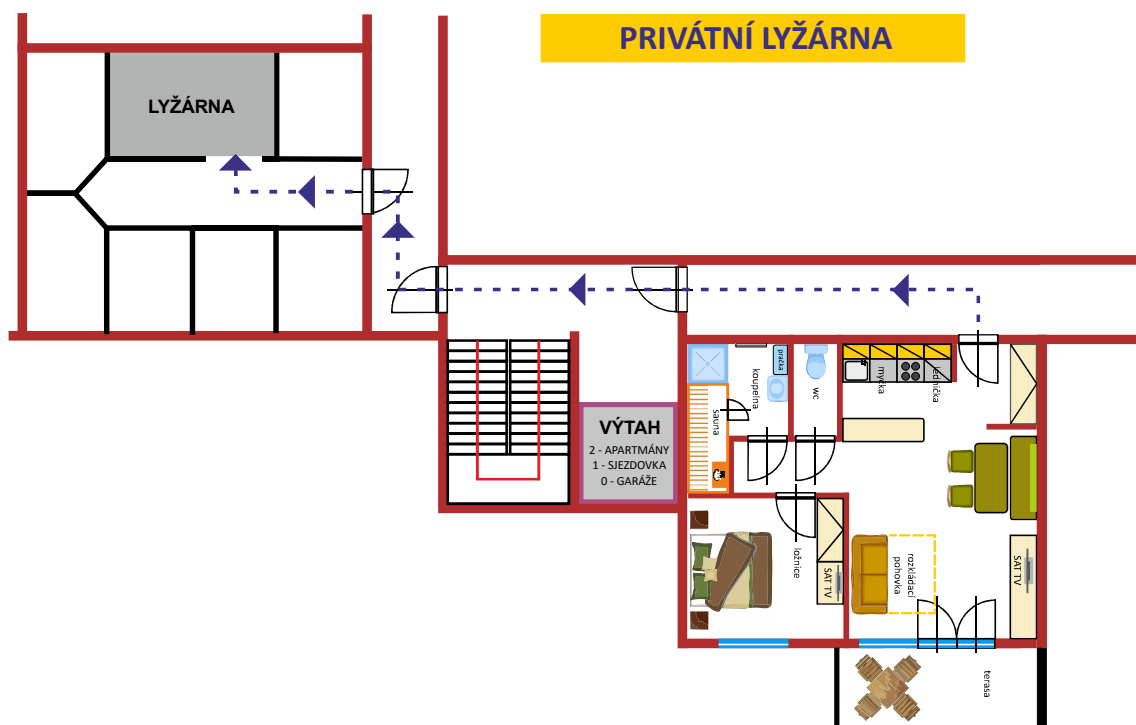 PRIVÁTNÍ LYŽÁRNA
LYŽÁRNA
VÝTAH
2 - APARTMÁNY
1 - SJEZDOVKA
0 - GARÁŽE
pračka
koupelna
wc
myčka
lednička
sauna
ložnice
SAT TV
rozkládací
pohovka
SAT TV
terasa